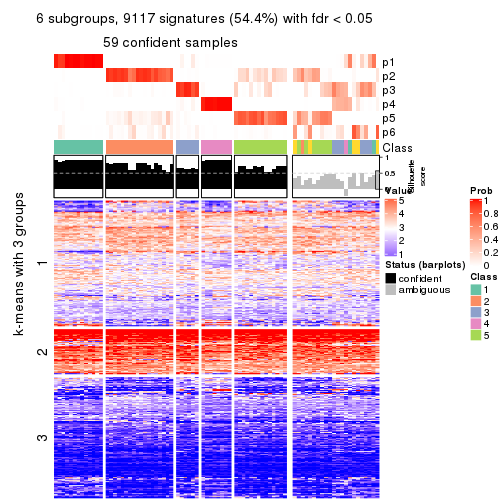 6 subgroups, 9117 signatures (54.4%) with fdr < 0.05
59 confident samples
p1
p2
p3
p4
p5
p6
Class
1
0.5
0
Silhouette
score
k-means with 3 groups
1
2
3
Value
5
4
3
2
1
Status (barplots)
confident
ambiguous
Prob
1
0.8
0.6
0.4
0.2
0
Class
1
2
3
4
5